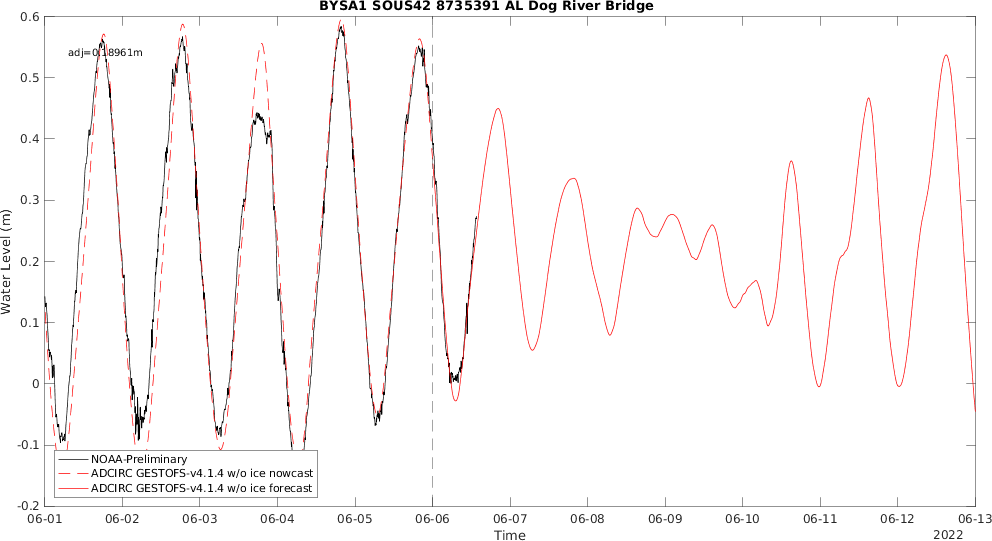 BYSA1 SOUS42 8735391 AL Dog River Bridge
0.6
adj=0.18961m
0.5
0.4
0.3
0.2
0.1
0
-0.1
-0.2
Water Level (m)
NOAA-Preliminary
ADCIRC GESTOFS-v4.1.4 w/o ice nowcast
ADCIRC GESTOFS-v4.1.4 w/o ice forecast
06-01 06-02 06-03 06-04 06-05 06-06 06-07 06-08 06-09 06-10 06-11 06-12 06-13
Time
2022